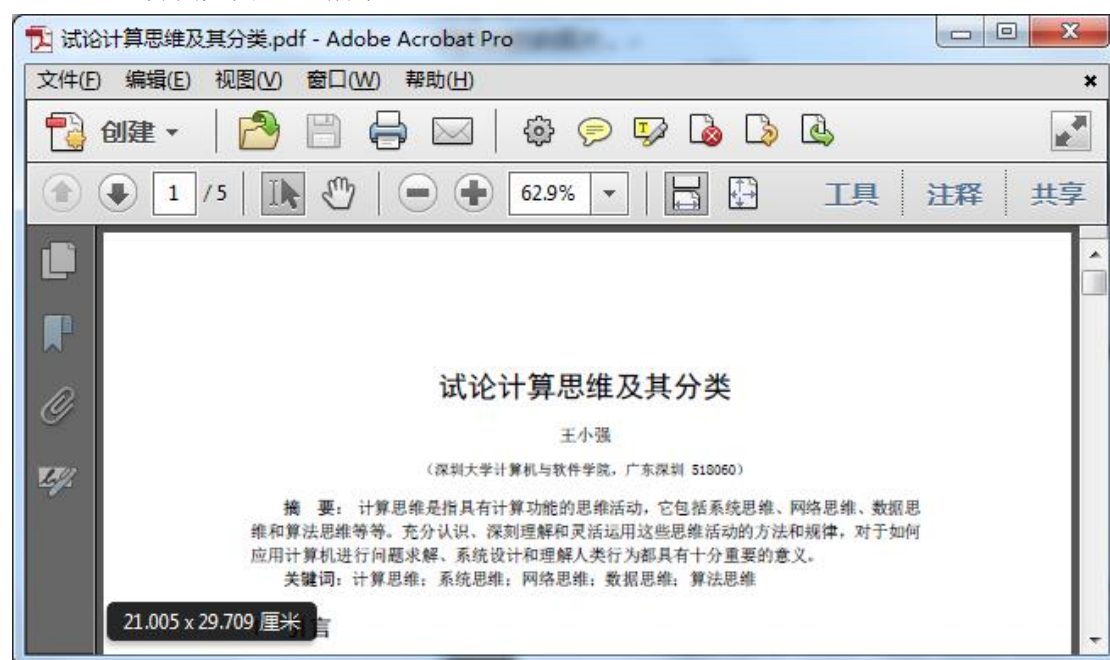 试论计算思维及其分类.pdf - Adobe Acrobat Pro
文件(F) 编辑(E) 视图(V) 窗口(W) 帮助(H)
创建
1 / 5 62.9% 工具 注释 共享
试论计算思维及其分类
王小强
(深圳大学计算机与软件学院，广东深圳 518060)
摘 要： 计算思维是指具有计算功能的思维活动，它包括系统思维、网络思维、数据思
维和算法思维等等。充分认识、深刻理解和灵活运用这些思维活动的方法和规律，对于如何
应用计算机进行问题求解、系统设计和理解人类行为都具有十分重要的意义。
关键词：计算思维；系统思维；网络思维；数据思维；算法思维
21.005 x 29.709 厘米
言